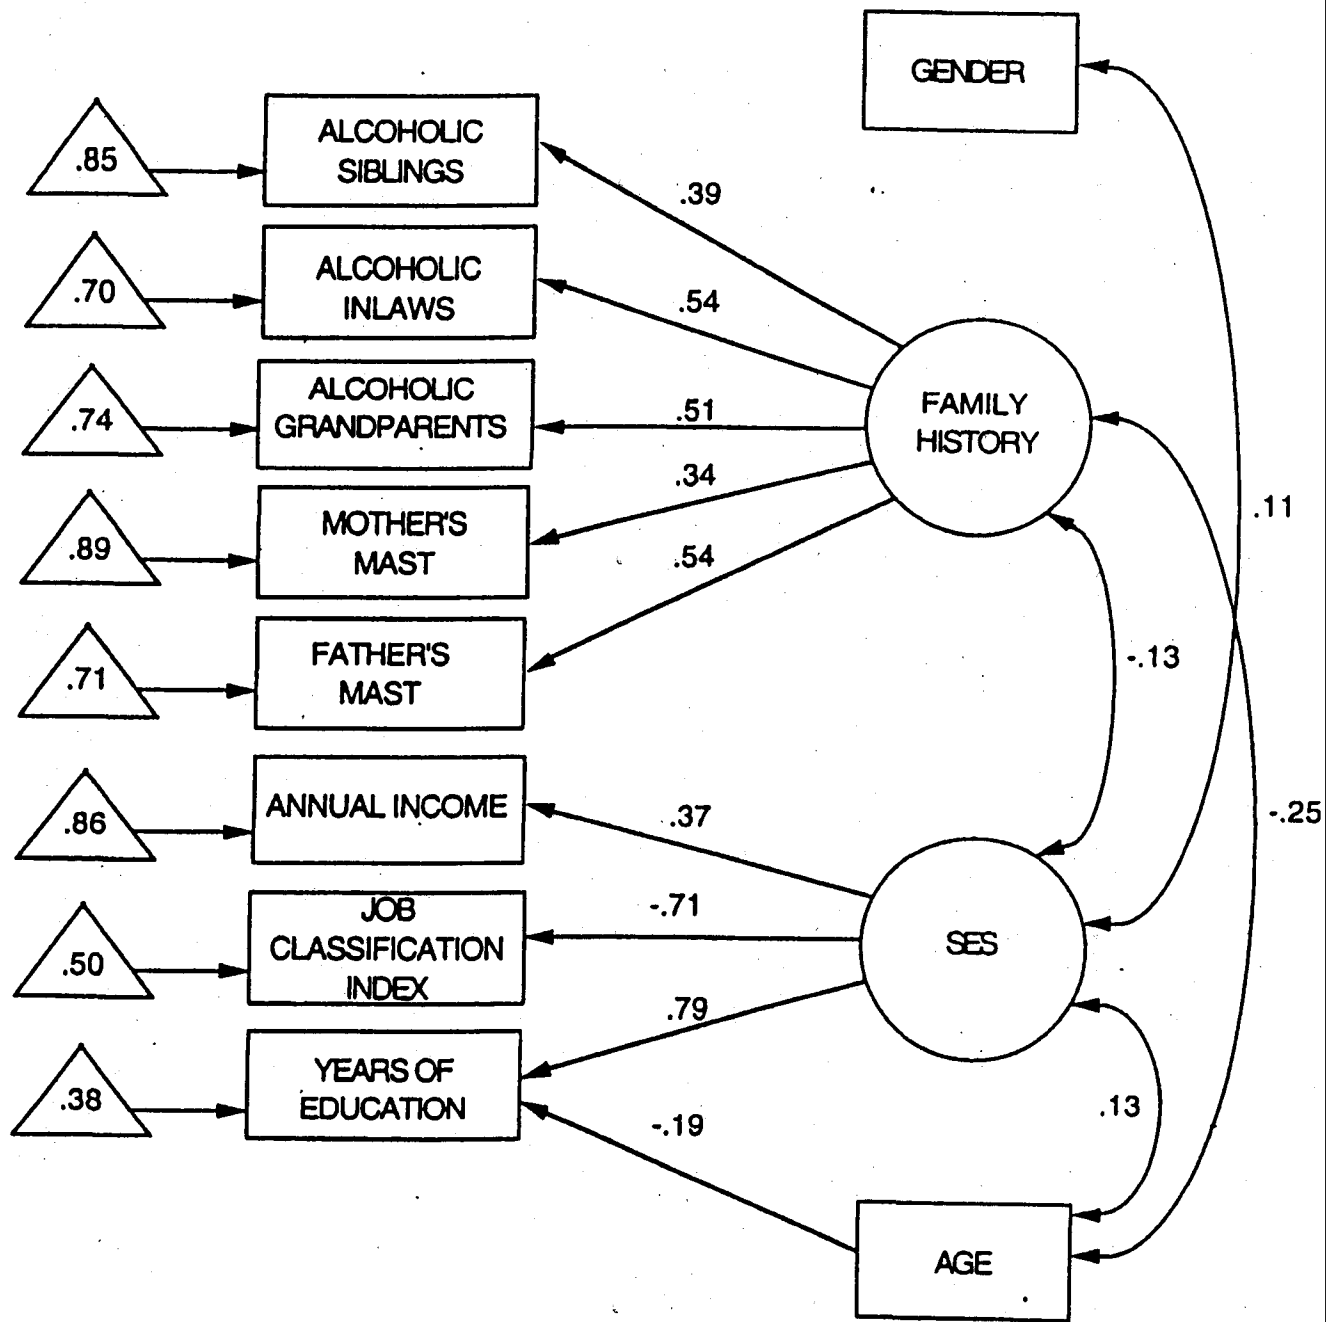 GENDER
.85
ALCOHOLIC
SIBLINGS
.39
.70
ALCOHOLIC
INLAWS
.54
.74
ALCOHOLIC
GRANDPARENTS
.51
FAMILY
HISTORY
.89
MOTHER'S
MAST
.34
.11
.71
FATHER'S
MAST
.54
-.13
.86
ANNUAL INCOME
.37
-.25
.50
JOB
CLASSIFICATION
INDEX
-.71
SES
.38
YEARS OF
EDUCATION
.79
-.19
.13
AGE